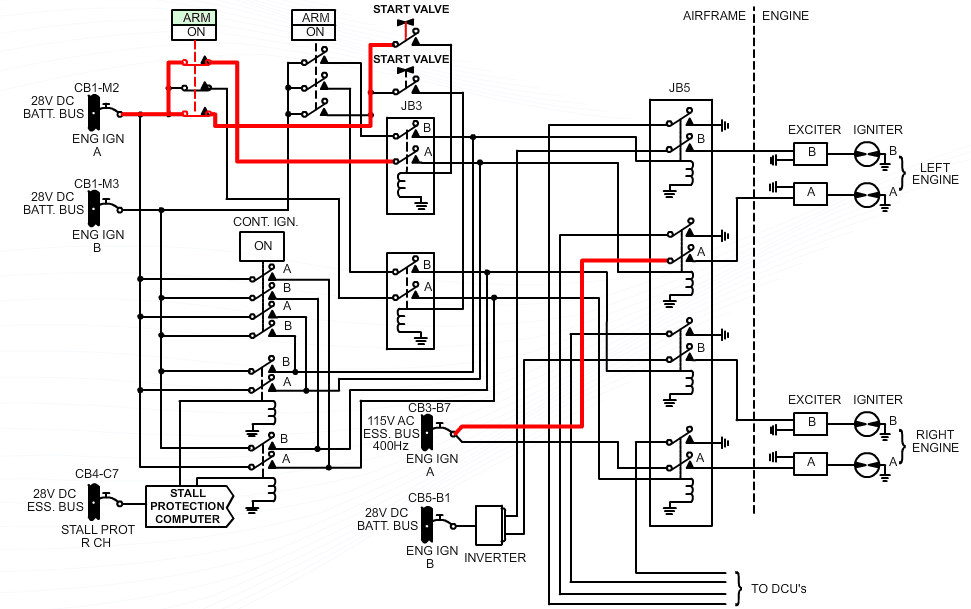 ARM
ON
ARM
ON
START VALVE
START VALVE
AIRFRAME
ENGINE
CB1-M2
28V DC
BATT. BUS
ENG IGN
A
JB3
B
A
JB5
B
A
B
A
EXCITER
IGNITER
B
B
A
A
LEFT
ENGINE
CB1-M3
28V DC
BATT. BUS
ENG IGN
B
CONT. IGN.
ON
A
B
A
B
B
A
B
A
B
A
CB3-B7
115V AC
ESS. BUS
400Hz
ENG IGN
A
EXCITER
IGNITER
B
B
A
A
RIGHT
ENGINE
CB4-C7
28V DC
ESS. BUS
STALL PROT
R CH
STALL
PROTECTION
COMPUTER
CB5-B1
28V DC
BATT. BUS
ENG IGN
B
INVERTER
TO DCU's